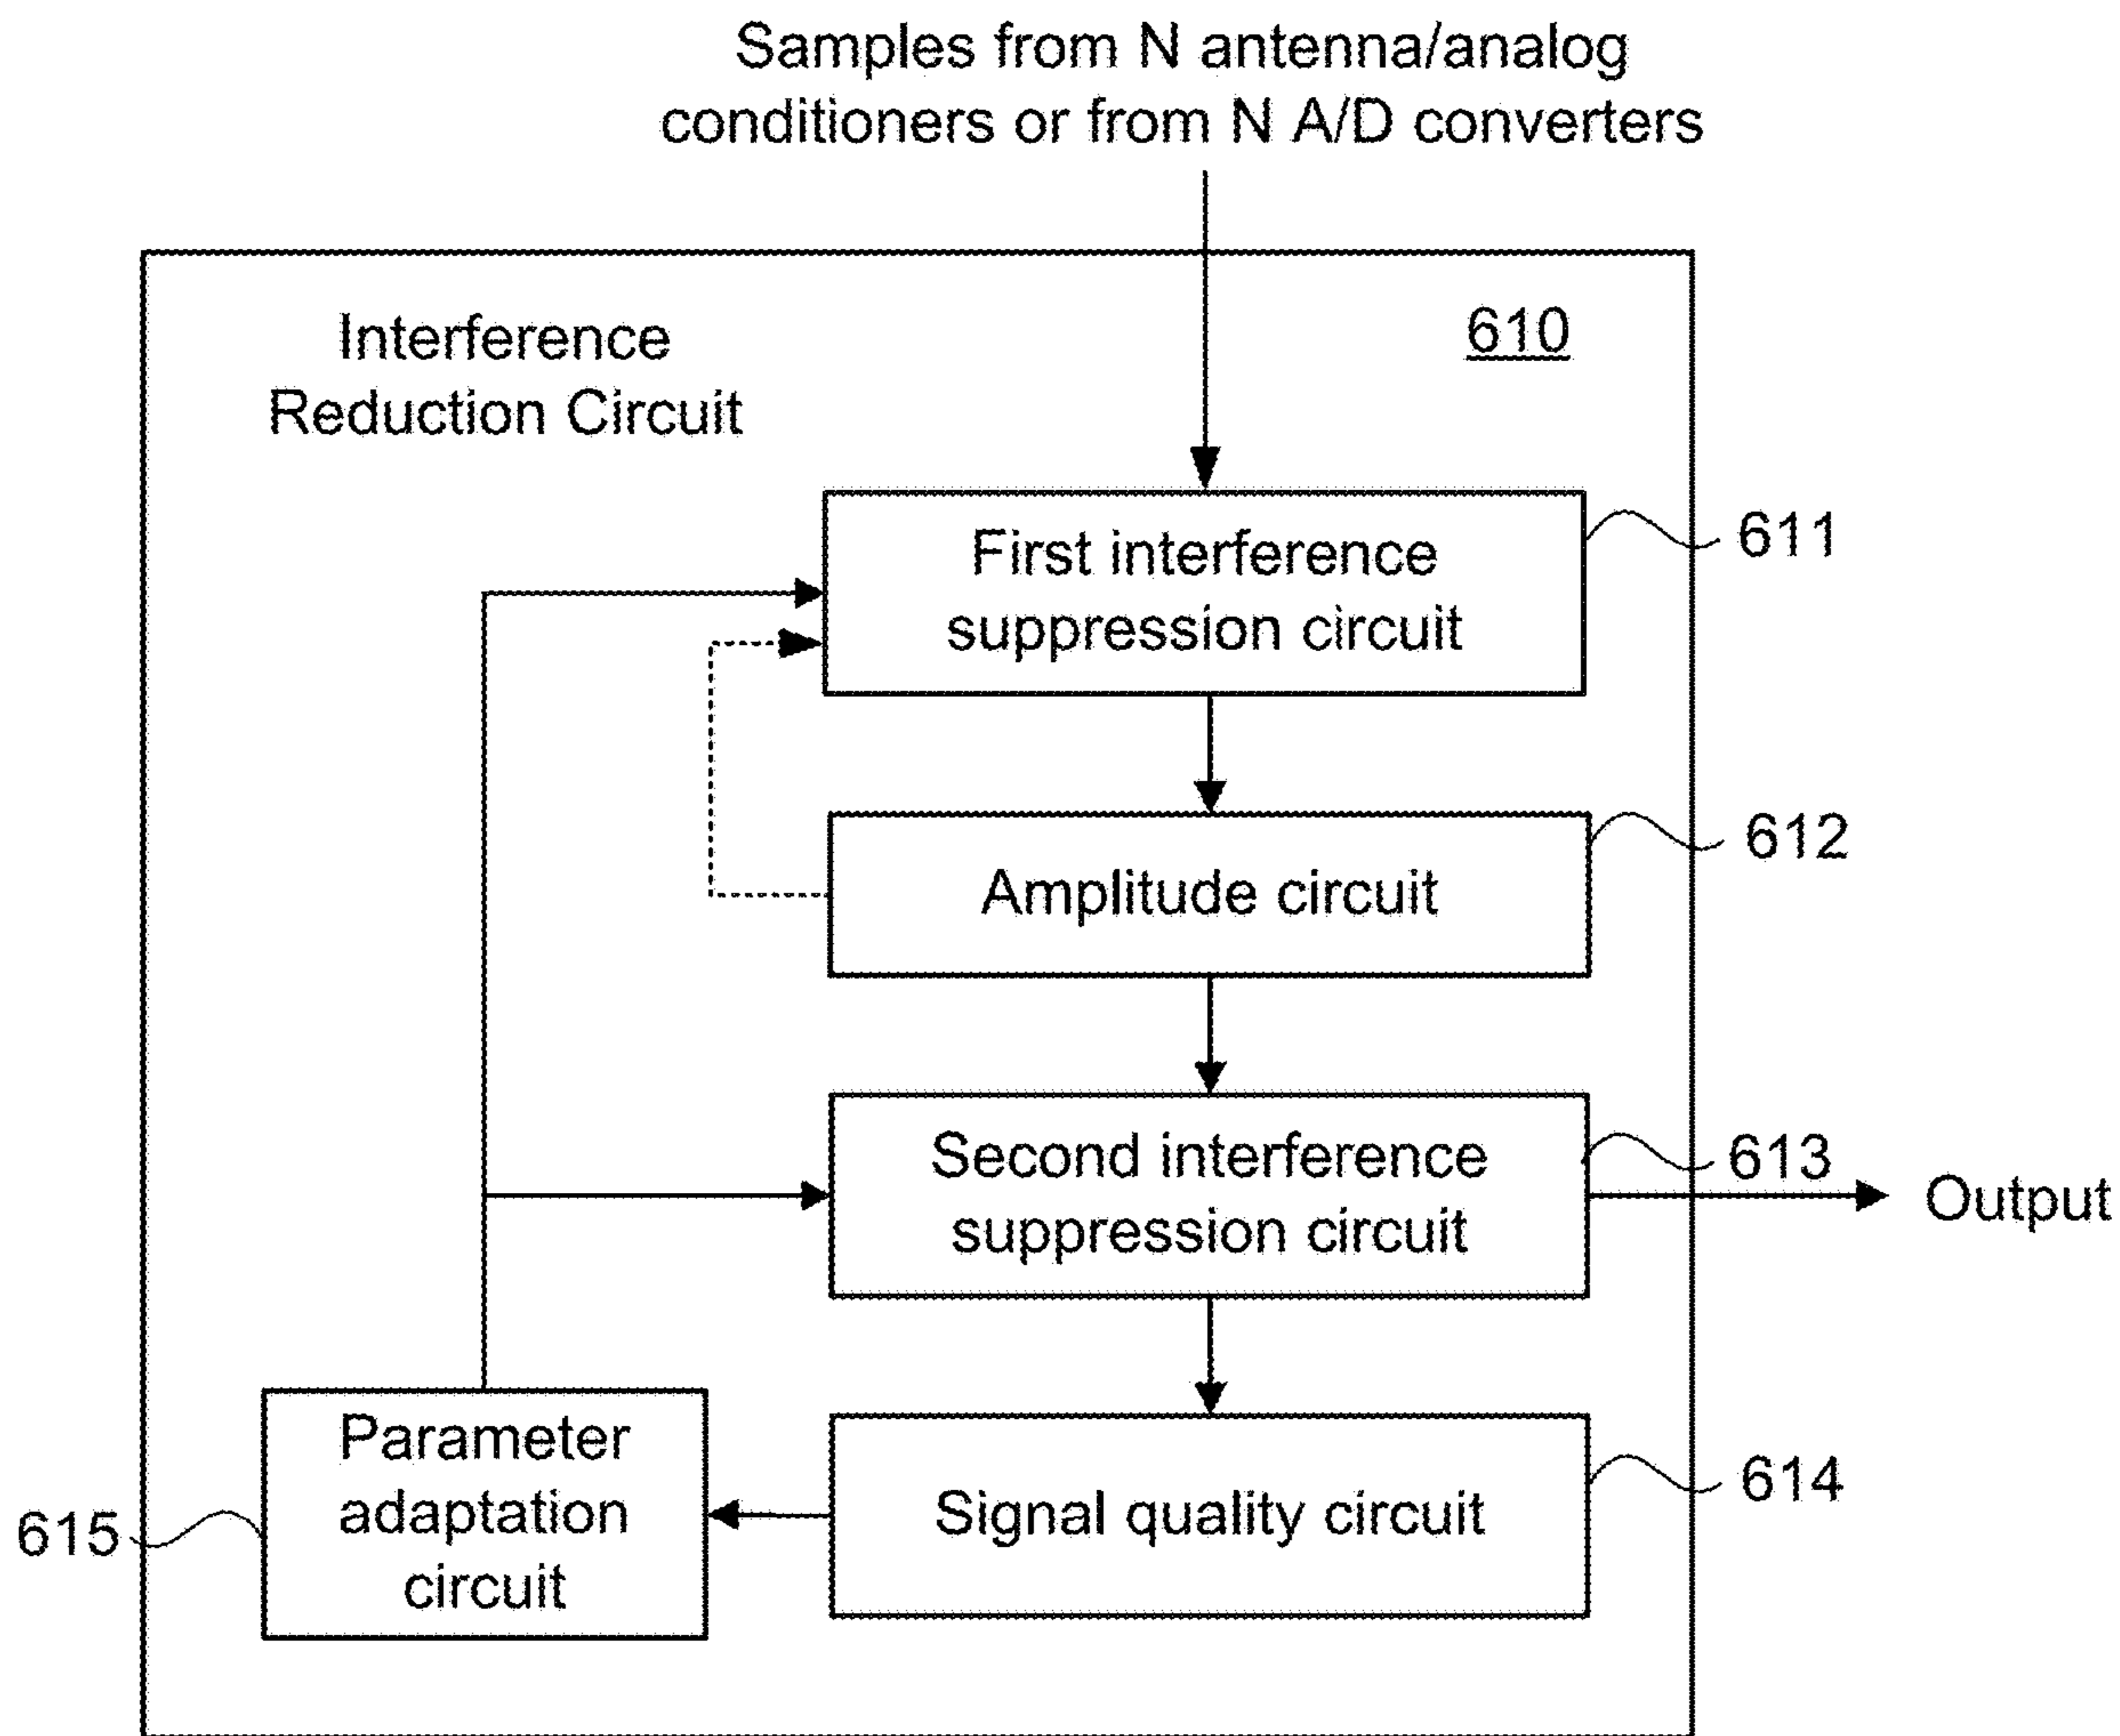 Samples from N antenna/analog
conditioners or from N A/D converters
Interference
Reduction Circuit
610
First interference
suppression circuit
611
Amplitude circuit
612
Second interference
suppression circuit
613
Output
Parameter
adaptation
circuit
615
Signal quality circuit
614